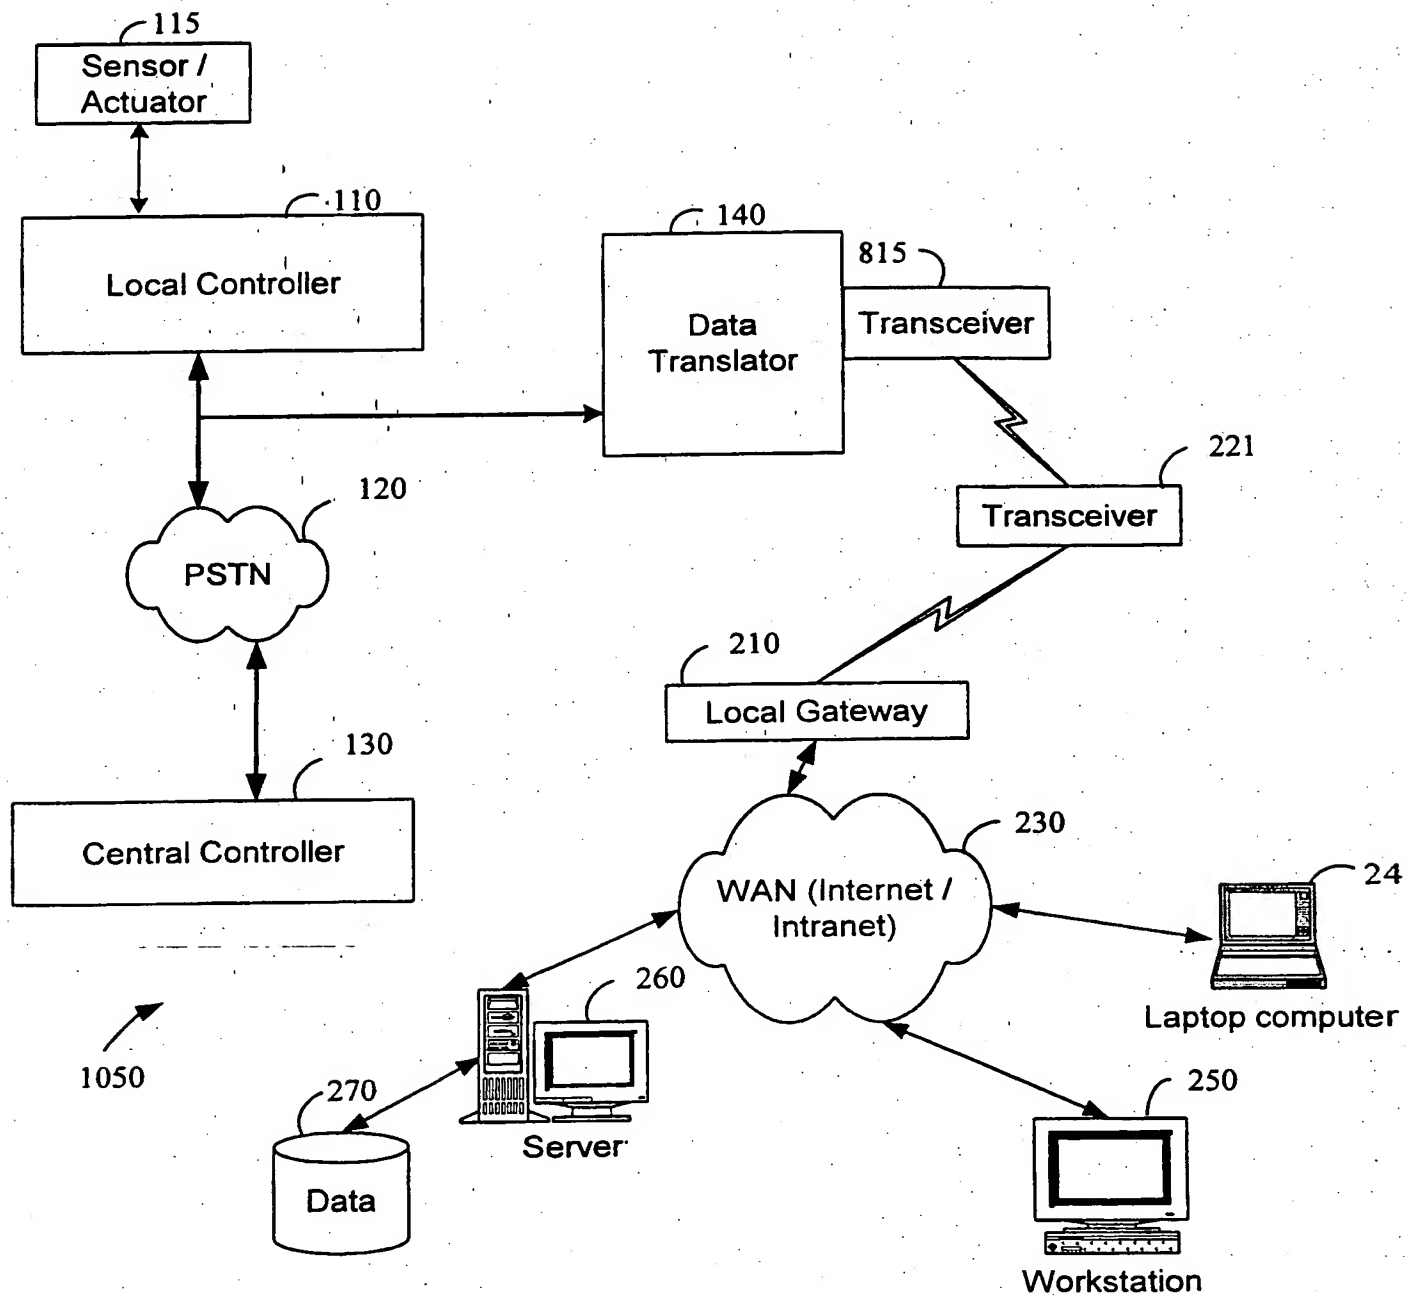 115
Sensor /
Actuator
110
Local Controller
140
Data
Translator
815
Transceiver
221
Transceiver
120
PSTN
210
Local Gateway
130
Central Controller
230
WAN (Internet /
Intranet)
24
Laptop computer
260
Server
1050
270
Data
250
Workstation